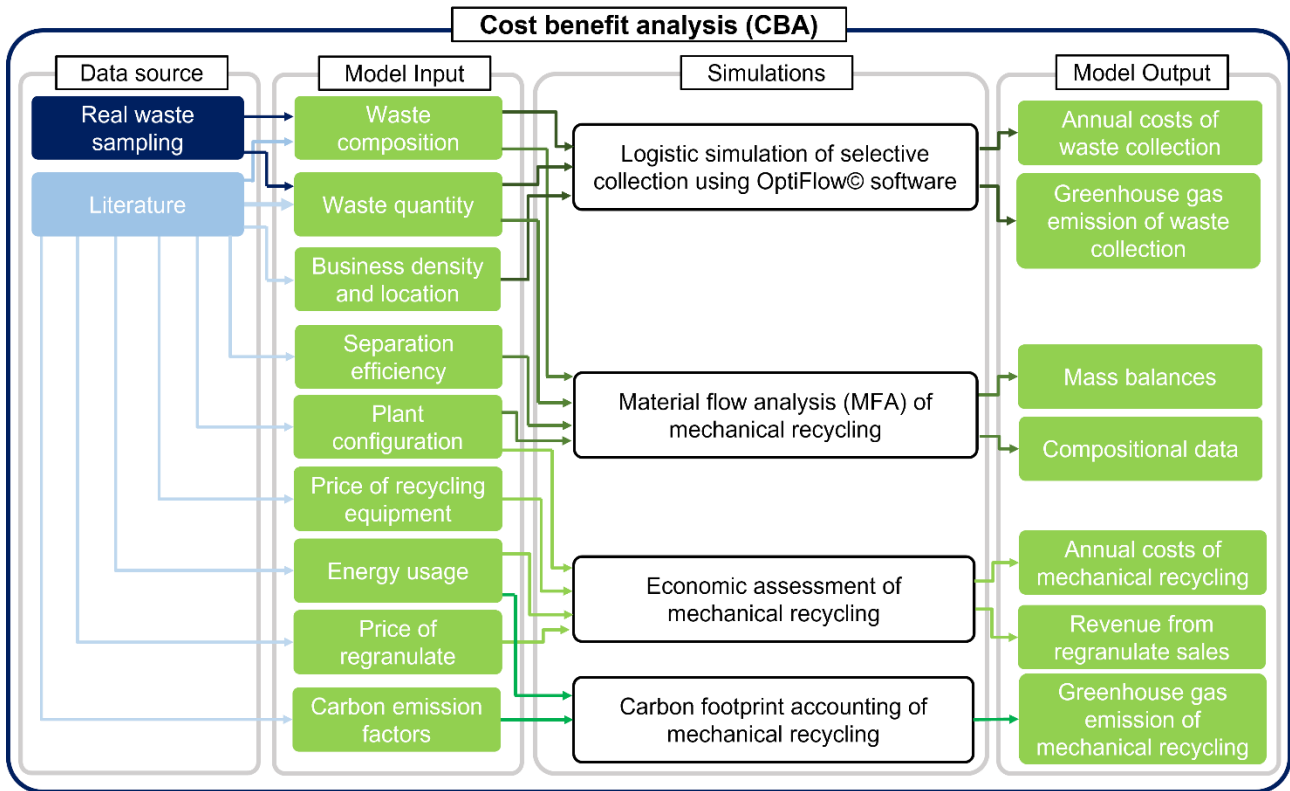 Cost benefit analysis (CBA)
Data source
Model Input
Simulations
Model Output
Real waste
sampling
Literature
Waste
composition
Waste quantity
Business density
and location
Separation
efficiency
Plant
configuration
Price of recycling
equipment
Energy usage
Price of
regranulate
Carbon emission
factors
Logistic simulation of selective
collection using OptiFlow© software
Material flow analysis (MFA) of
mechanical recycling
Economic assessment of
mechanical recycling
Carbon footprint accounting of
mechanical recycling
Annual costs of
waste collection
Greenhouse gas
emission of waste
collection
Mass balances
Compositional data
Annual costs of
mechanical recycling
Revenue from
regranulate sales
Greenhouse gas
emission of
mechanical recycling